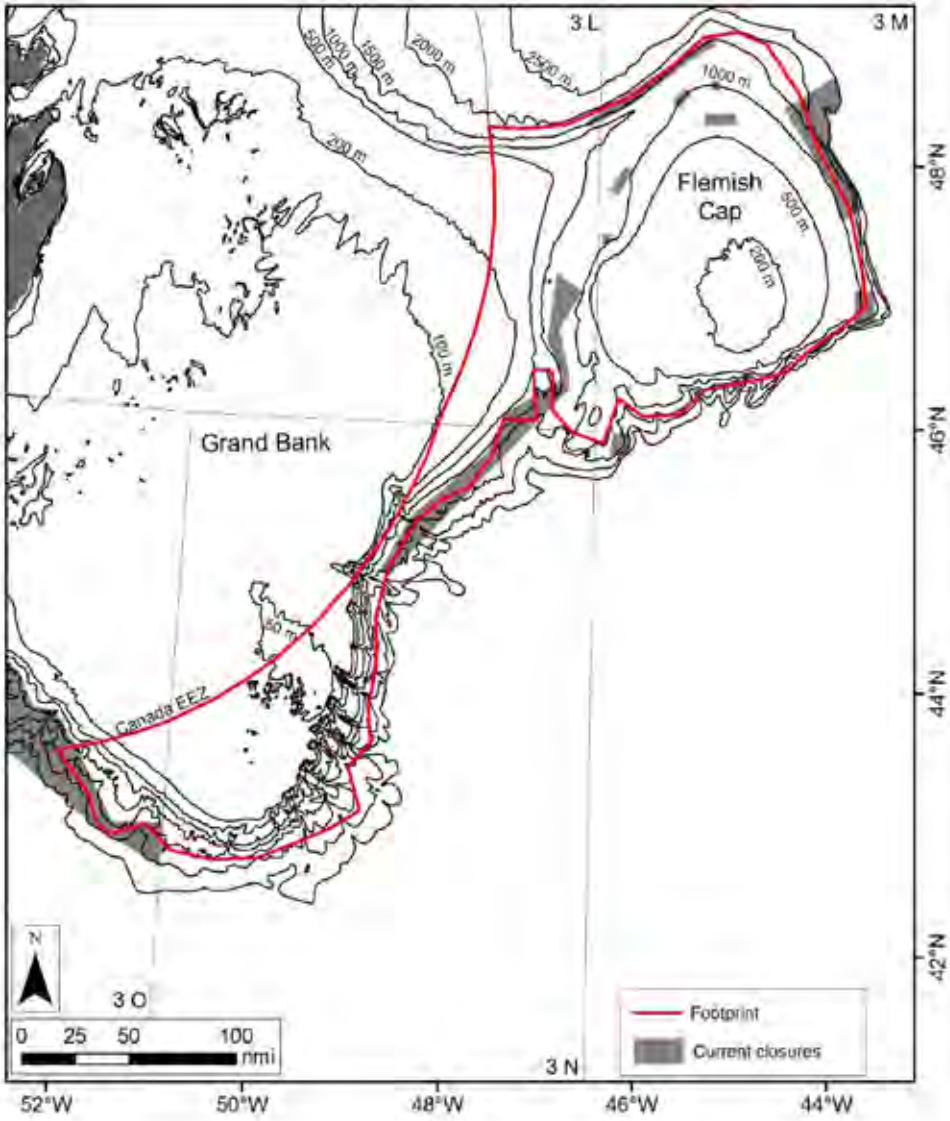 3 L
3 M
500 m.
1000 m.
1500 m.
2000 m.
2500 m.
1000 m.
200 m.
48°N
Flemish
Cap
500 m.
200 m.
100 m.
Grand Bank
46°N
50 m.
Canada EEZ
44°N
42°N
N
3 O
0 25 50 100
nmi
3 N
Footprint
Current closures
52°W 50°W 48°W 46°W 44°W